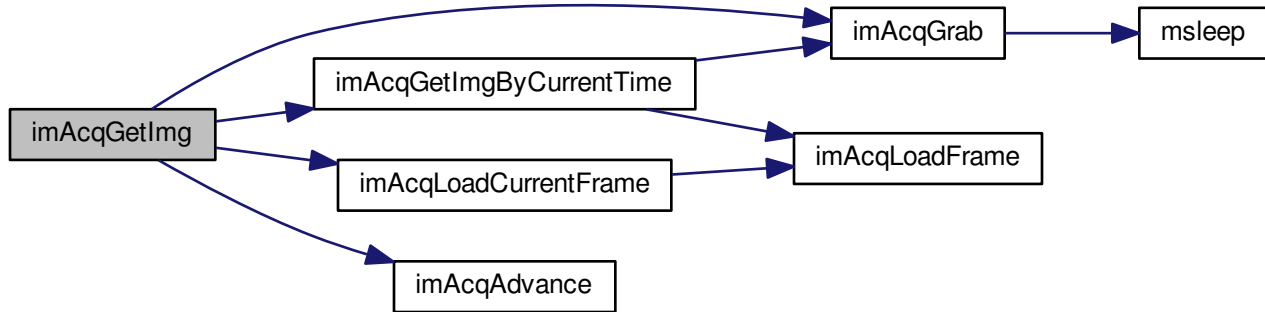 imAcqGetImg
imAcqGetImgByCurrentTime
imAcqLoadCurrentFrame
imAcqAdvance
imAcqGrab
imAcqLoadFrame
msleep